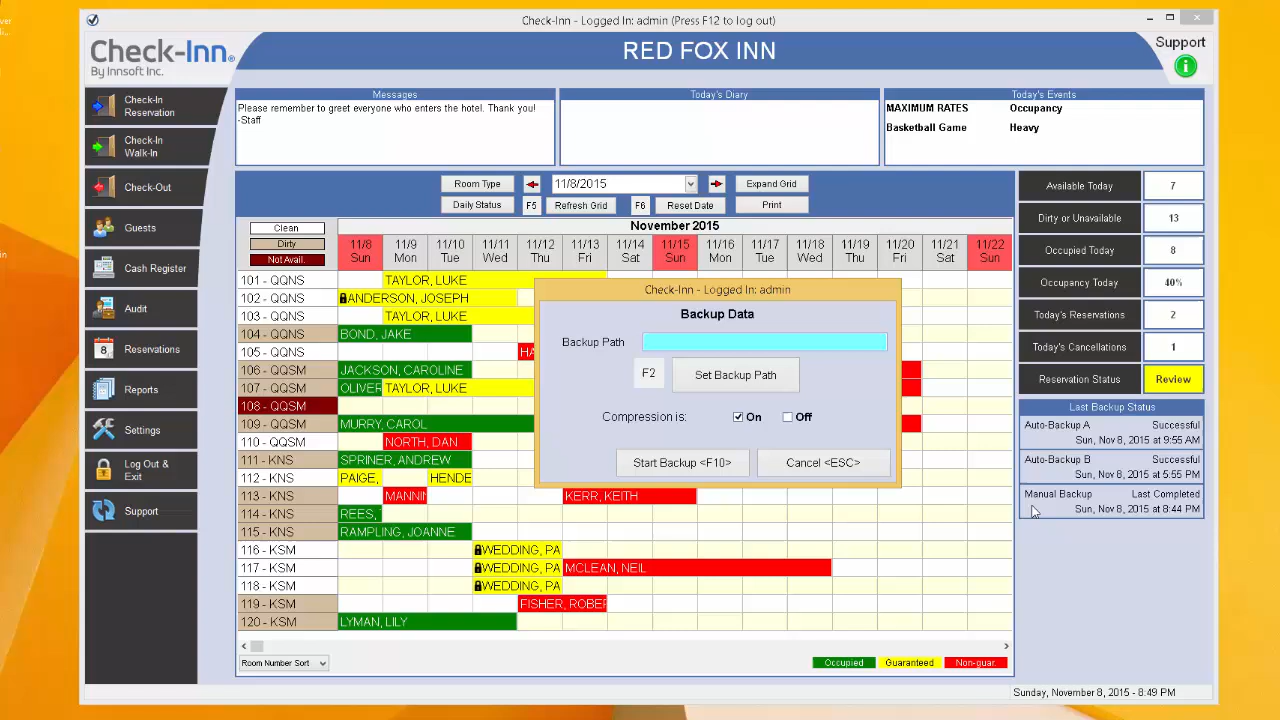 Check-Inn - Logged In: admin (Press F12 to log out)
Check-Inn®
By Innsoft Inc.
RED FOX INN
Support
Check-In
Reservation
Check-In
Walk-In
Check-Out
Guests
Cash Register
Audit
8
Reservations
Reports
Settings
Log Out &
Exit
Support
Messages
Please remember to greet everyone who enters the hotel. Thank you!
-Staff
Today's Diary
Today's Events
MAXIMUM RATES Occupancy
Basketball Game Heavy
Room Type 11/8/2015 Expand Grid
Daily Status F5 Refresh Grid F6 Reset Date Print
Clean
Dirty
Not Avail.
November 2015
11/8 11/9 11/10 11/11 11/12 11/13 11/14 11/15 11/16 11/17 11/18 11/19 11/20 11/21 11/22
Sun Mon Tue Wed Thu Fri Sat Sun Mon Tue Wed Thu Fri Sat Sun
101 - QQNS TAYLOR, LUKE
102 - QQNS ANDERSON, JOSEPH
103 - QQNS TAYLOR, LUKE
104 - QQNS BOND, JAKE
105 - QQNS HA
106 - QQSM JACKSON, CAROLINE
107 - QQSM OLIVER TAYLOR, LUKE
108 - QQSM
109 - QQSM MURRY, CAROL
110 - QQSM NORTH, DAN
111 - KNS SPRINER, ANDREW
112 - KNS PAIGE, HENDE
113 - KNS MANNIN KERR, KEITH
114 - KNS REES,
115 - KNS RAMPLING, JOANNE
116 - KSM WEDDING, PA
117 - KSM WEDDING, PA MCLEAN, NEIL
118 - KSM WEDDING, PA
119 - KSM FISHER, ROBER
120 - KSM LYMAN, LILY
Room Number Sort
Occupied Guaranteed Non-guar.
Check-Inn - Logged In: admin
Backup Data
Backup Path
F2 Set Backup Path
Compression is: On Off
Start Backup <F10> Cancel <ESC>
Available Today 7
Dirty or Unavailable 13
Occupied Today 8
Occupancy Today 40%
Today's Reservations 2
Today's Cancellations 1
Reservation Status Review
Last Backup Status
Auto-Backup A Successful
Sun, Nov 8, 2015 at 9:55 AM
Auto-Backup B Successful
Sun, Nov 8, 2015 at 5:55 PM
Manual Backup Last Completed
Sun, Nov 8, 2015 at 8:44 PM
Sunday, November 8, 2015 - 8:49 PM